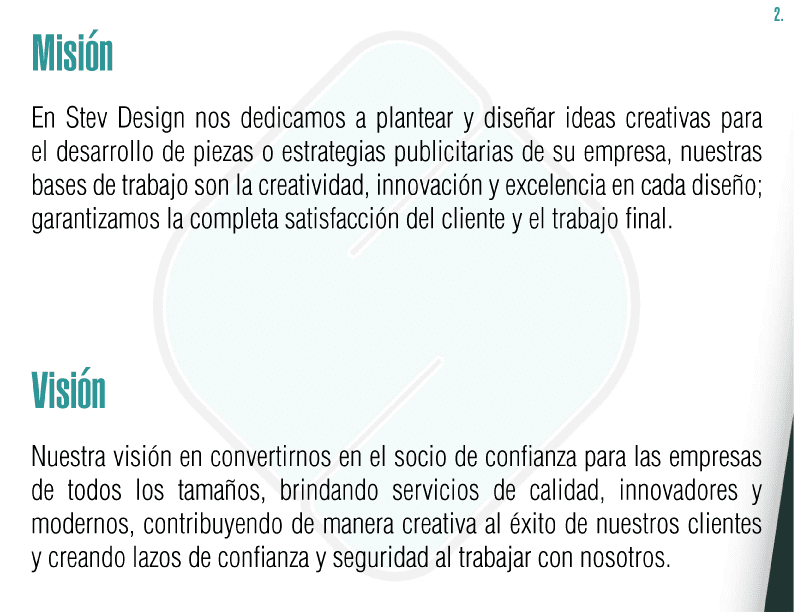 2.
Misión
En Stev Design nos dedicamos a plantear y diseñar ideas creativas para
el desarrollo de piezas o estrategias publicitarias de su empresa, nuestras
bases de trabajo son la creatividad, innovación y excelencia en cada diseño;
garantizamos la completa satisfacción del cliente y el trabajo final.
Visión
Nuestra visión en convertirnos en el socio de confianza para las empresas
de todos los tamaños, brindando servicios de calidad, innovadores y
modernos, contribuyendo de manera creativa al éxito de nuestros clientes
y creando lazos de confianza y seguridad al trabajar con nosotros.